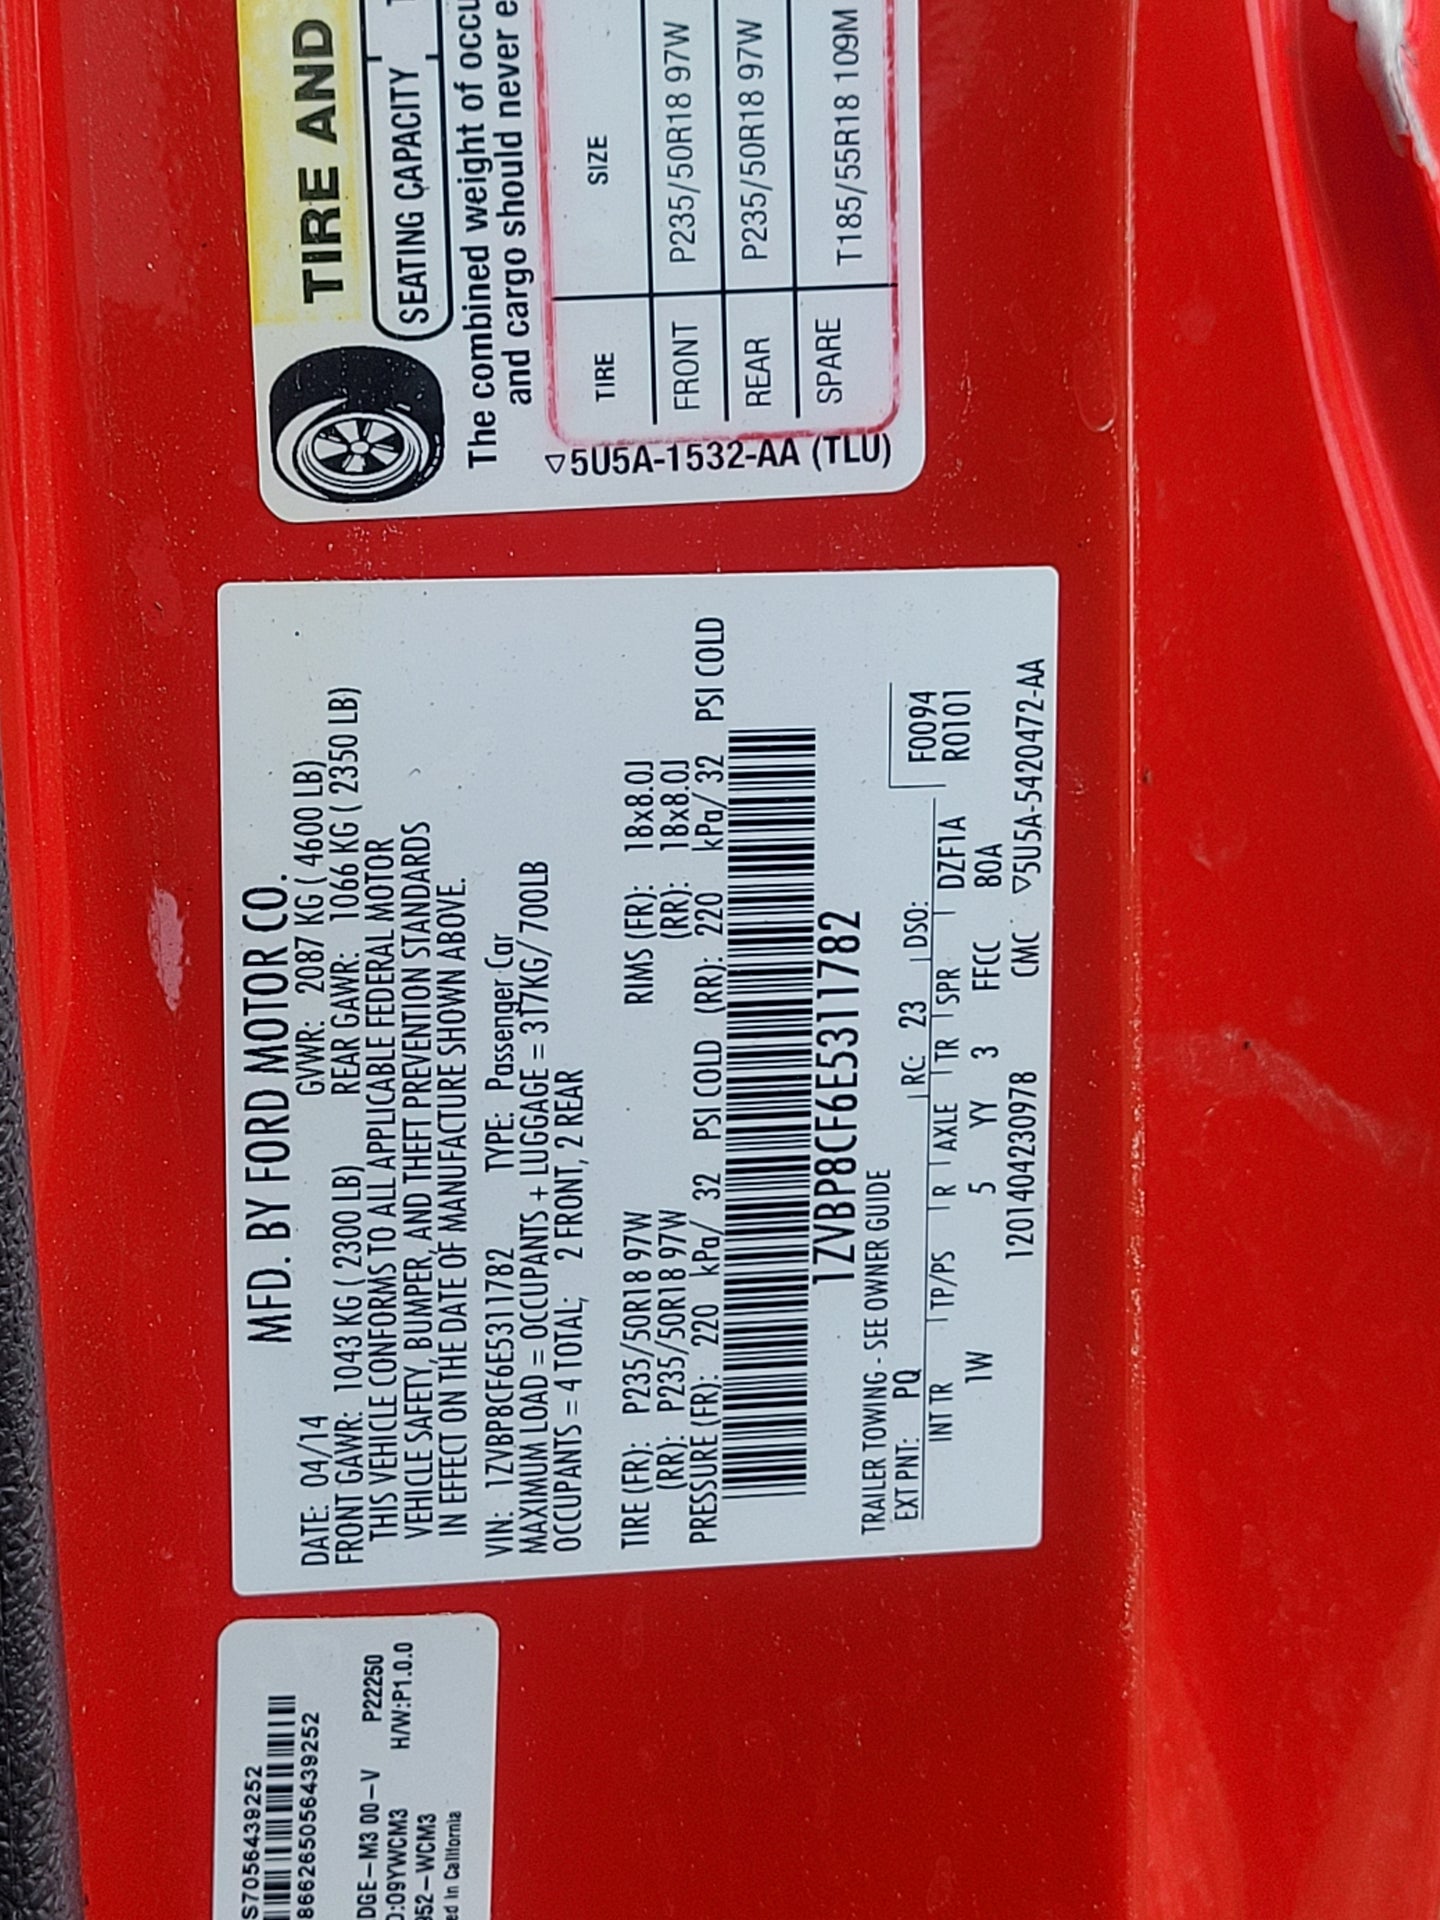 S7056439252
866265056439252
DGE-M3 00-V P22250
D:09YWCM3 H/W:P1.0.0
952-WCM3
ed in California
MFD. BY FORD MOTOR CO.
DATE: 04/14 GVWR: 2087 KG ( 4600 LB)
FRONT GAWR: 1043 KG ( 2300 LB) REAR GAWR: 1066 KG ( 2350 LB)
THIS VEHICLE CONFORMS TO ALL APPLICABLE FEDERAL MOTOR
VEHICLE SAFETY, BUMPER, AND THEFT PREVENTION STANDARDS
IN EFFECT ON THE DATE OF MANUFACTURE SHOWN ABOVE.
VIN: 1ZVBP8CF6E5311782 TYPE: Passenger Car
MAXIMUM LOAD = OCCUPANTS + LUGGAGE = 317KG/ 700LB
OCCUPANTS = 4 TOTAL; 2 FRONT, 2 REAR
TIRE (FR): P235/50R18 97W RIMS (FR): 18x8.0J
(RR): P235/50R18 97W (RR): 18x8.0J
PRESSURE (FR): 220 kPa/ 32 PSI COLD (RR): 220 kPa/ 32 PSI COLD
1ZVBP8CF6E5311782
TRAILER TOWING - SEE OWNER GUIDE
EXT PNT: PQ RC: 23 DSO: F0094
INT TR TP/PS R AXLE TR SPR DZF1A R0101
1W 5 YY 3 FFCC 80A
1201404230978 CMC ▽5U5A-5420472-AA
TIRE AND
SEATING CAPACITY
The combined weight of occu
and cargo should never e
TIRE SIZE
FRONT P235/50R18 97W
REAR P235/50R18 97W
SPARE T185/55R18 109M
▽5U5A-1532-AA (TLU)